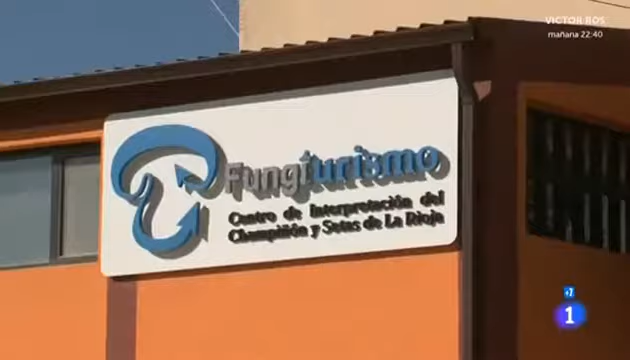 VICTOR ROS
mañana 22:40
Fungiturismo
Centro de Interpretación del
Champiñón y Setas de La Rioja
1